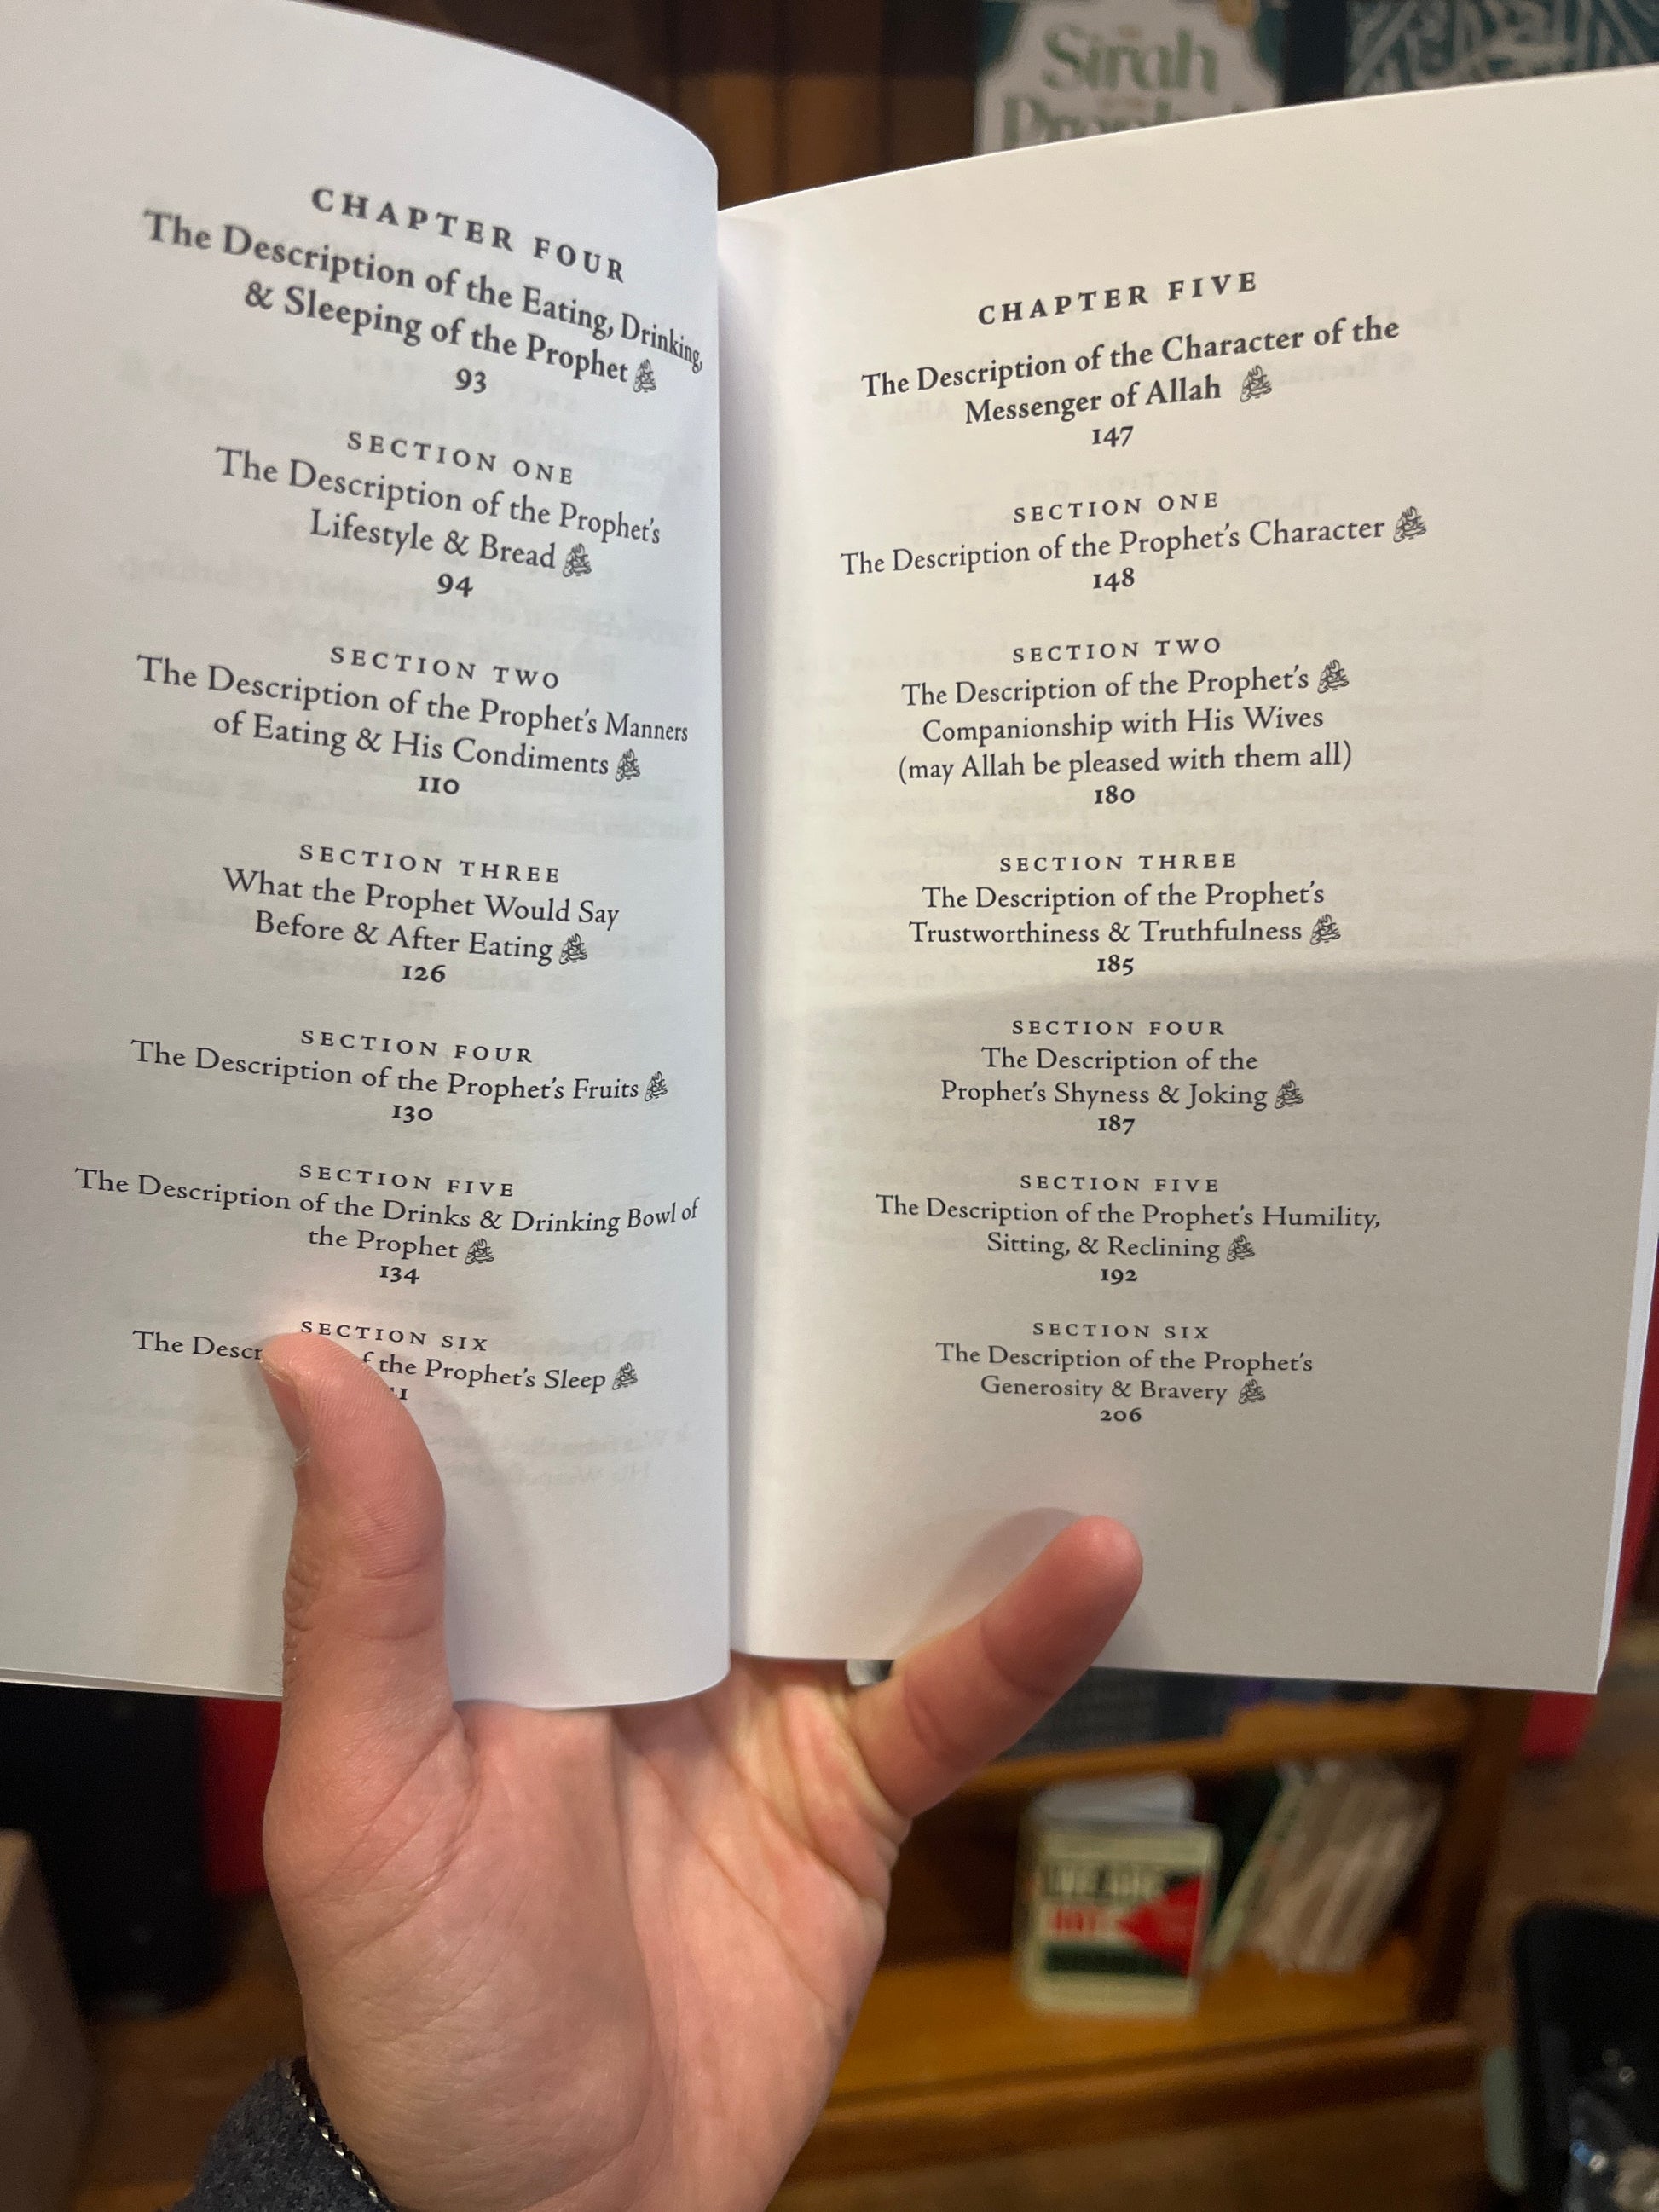 CHAPTER FOUR
The Description of the Eating, Drinking,
& Sleeping of the Prophet ﷺ
93
SECTION ONE
The Description of the Prophet's
Lifestyle & Bread ﷺ
94
SECTION TWO
The Description of the Prophet's Manners
of Eating & His Condiments ﷺ
110
SECTION THREE
What the Prophet Would Say
Before & After Eating ﷺ
126
SECTION FOUR
The Description of the Prophet's Fruits ﷺ
130
SECTION FIVE
The Description of the Drinks & Drinking Bowl of
the Prophet ﷺ
134
SECTION SIX
The the Prophet's Sleep ﷺ
CHAPTER FIVE
The Description of the Character of the
Messenger of Allah ﷺ
147
SECTION ONE
The Description of the Prophet's Character ﷺ
148
SECTION TWO
The Description of the Prophet's ﷺ
Companionship with His Wives
(may Allah be pleased with them all)
180
SECTION THREE
The Description of the Prophet's
Trustworthiness & Truthfulness ﷺ
185
SECTION FOUR
The Description of the
Prophet's Shyness & Joking ﷺ
187
SECTION FIVE
The Description of the Prophet's Humility,
Sitting, & Reclining ﷺ
192
SECTION SIX
The Description of the Prophet's
Generosity & Bravery ﷺ
206
Sirah